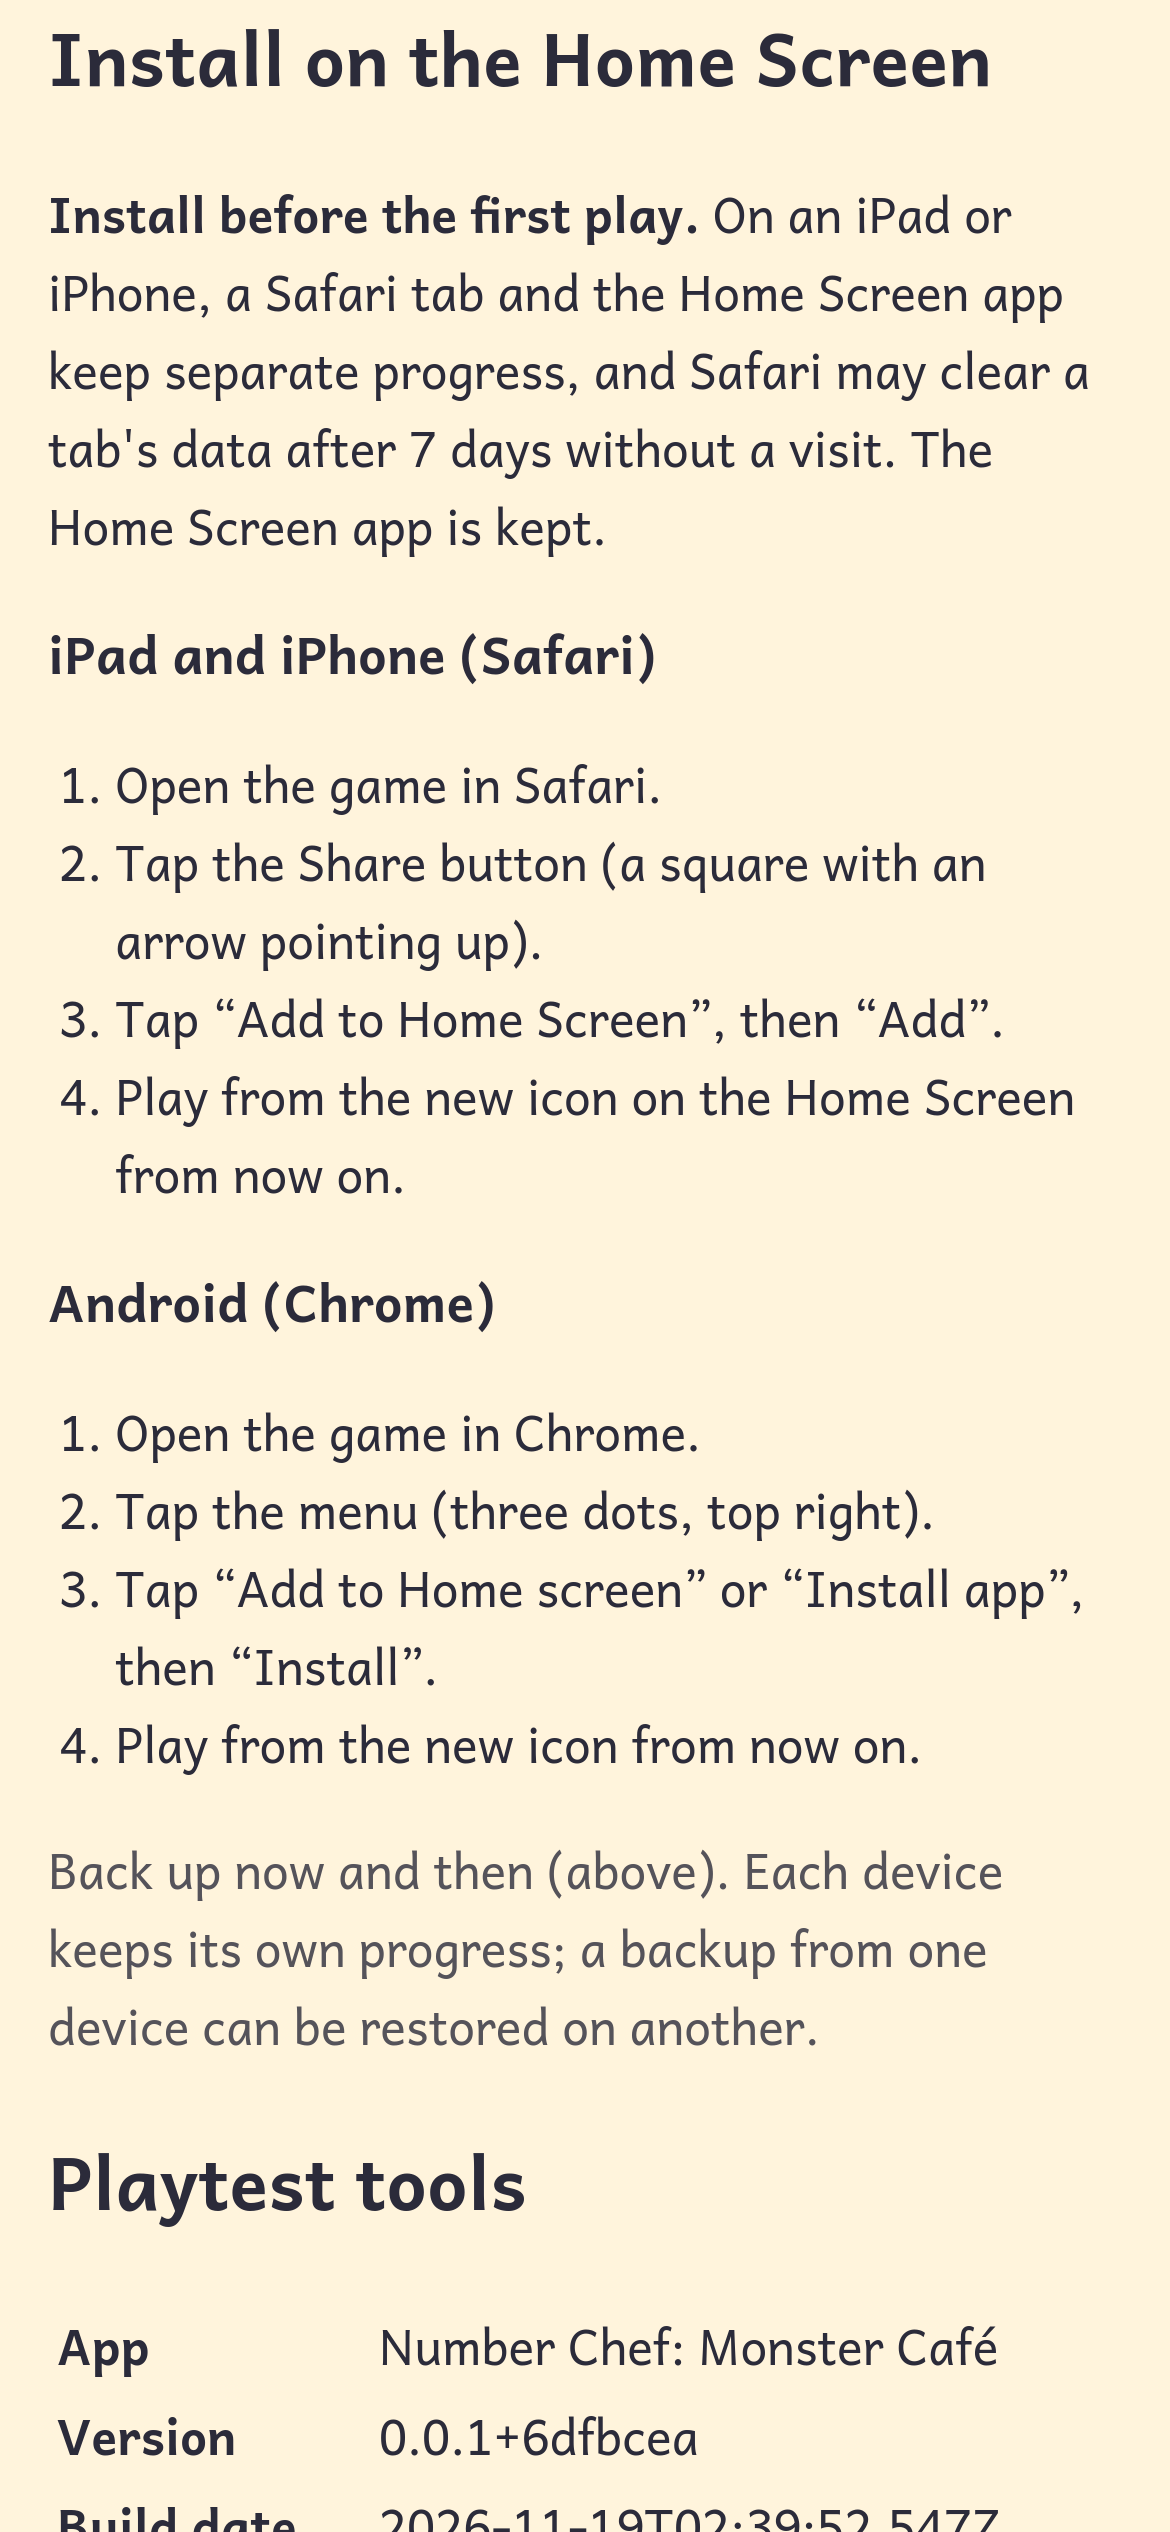 Install on the Home Screen
Install before the first play. On an iPad or
iPhone, a Safari tab and the Home Screen app
keep separate progress, and Safari may clear a
tab's data after 7 days without a visit. The
Home Screen app is kept.
iPad and iPhone (Safari)
1. Open the game in Safari.
2. Tap the Share button (a square with an
arrow pointing up).
3. Tap “Add to Home Screen”, then “Add”.
4. Play from the new icon on the Home Screen
from now on.
Android (Chrome)
1. Open the game in Chrome.
2. Tap the menu (three dots, top right).
3. Tap “Add to Home screen” or “Install app”,
then “Install”.
4. Play from the new icon from now on.
Back up now and then (above). Each device
keeps its own progress; a backup from one
device can be restored on another.
Playtest tools
App Number Chef: Monster Café
Version 0.0.1+6dfbcea
Build date 2026-11-19T02:39:52.547Z